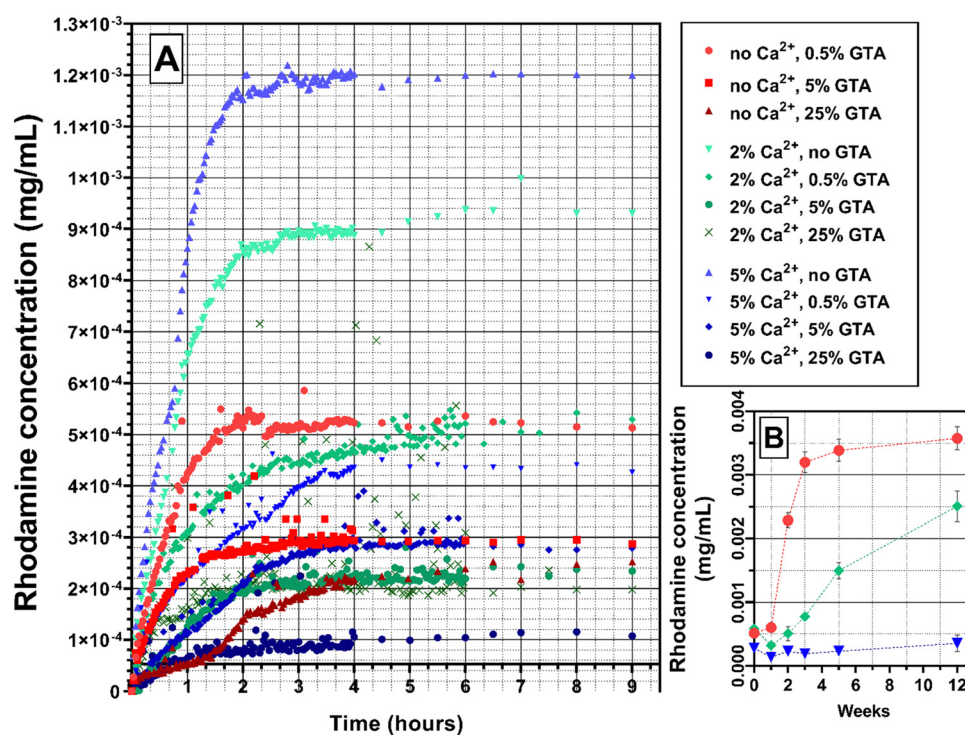 A
1.3×10⁻³
1.2×10⁻³
1.1×10⁻³
1×10⁻³
9×10⁻⁴
8×10⁻⁴
7×10⁻⁴
6×10⁻⁴
5×10⁻⁴
4×10⁻⁴
3×10⁻⁴
2×10⁻⁴
1×10⁻⁴
0
Rhodamine concentration (mg/mL)
1 2 3 4 5 6 7 8 9
Time (hours)
no Ca²⁺, 0.5% GTA
no Ca²⁺, 5% GTA
no Ca²⁺, 25% GTA
2% Ca²⁺, no GTA
2% Ca²⁺, 0.5% GTA
2% Ca²⁺, 5% GTA
2% Ca²⁺, 25% GTA
5% Ca²⁺, no GTA
5% Ca²⁺, 0.5% GTA
5% Ca²⁺, 5% GTA
5% Ca²⁺, 25% GTA
B
0.004
0.003
0.002
0.001
0.000
Rhodamine concentration
(mg/mL)
0 2 4 6 8 10 12
Weeks